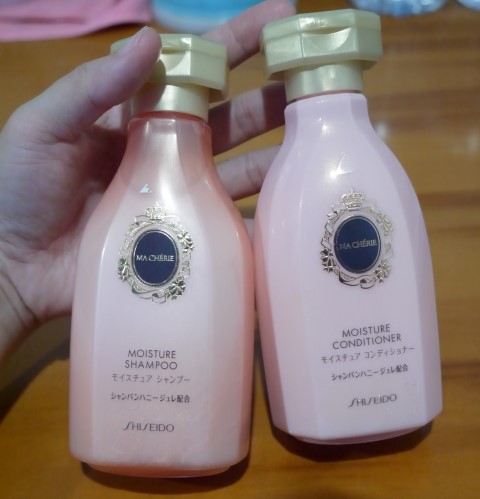 MA CHÉRIE
MOISTURE
SHAMPOO
モイスチュア シャンプー
シャンパンハニージュレ配合
SHISEIDO
MA CHÉRIE
MOISTURE
CONDITIONER
モイスチュア コンディショナー
シャンパンハニージュレ配合
SHISEIDO